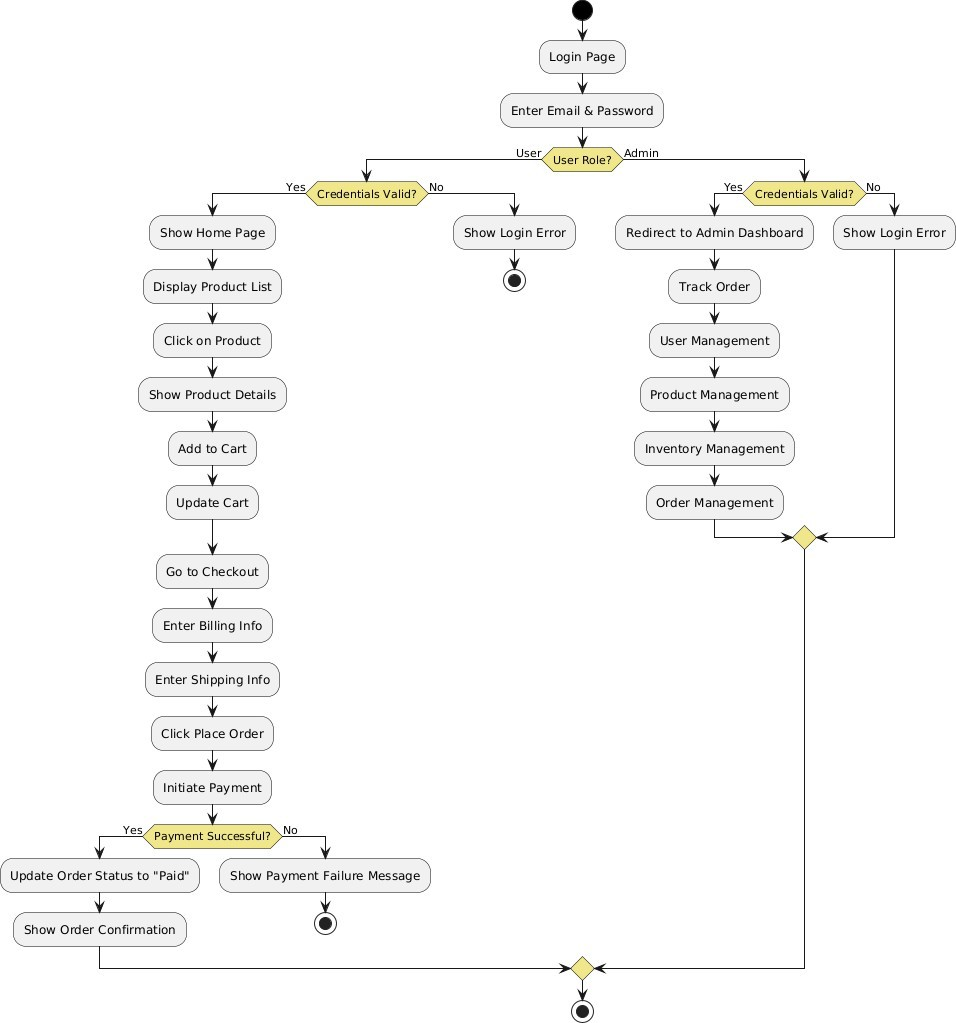 Login Page
Enter Email & Password
User
User Role?
Admin
Yes
Credentials Valid?
No
Yes
Credentials Valid?
No
Show Home Page
Show Login Error
Redirect to Admin Dashboard
Show Login Error
Display Product List
Track Order
Click on Product
User Management
Show Product Details
Product Management
Add to Cart
Inventory Management
Update Cart
Order Management
Go to Checkout
Enter Billing Info
Enter Shipping Info
Click Place Order
Initiate Payment
Yes
Payment Successful?
No
Update Order Status to "Paid"
Show Payment Failure Message
Show Order Confirmation